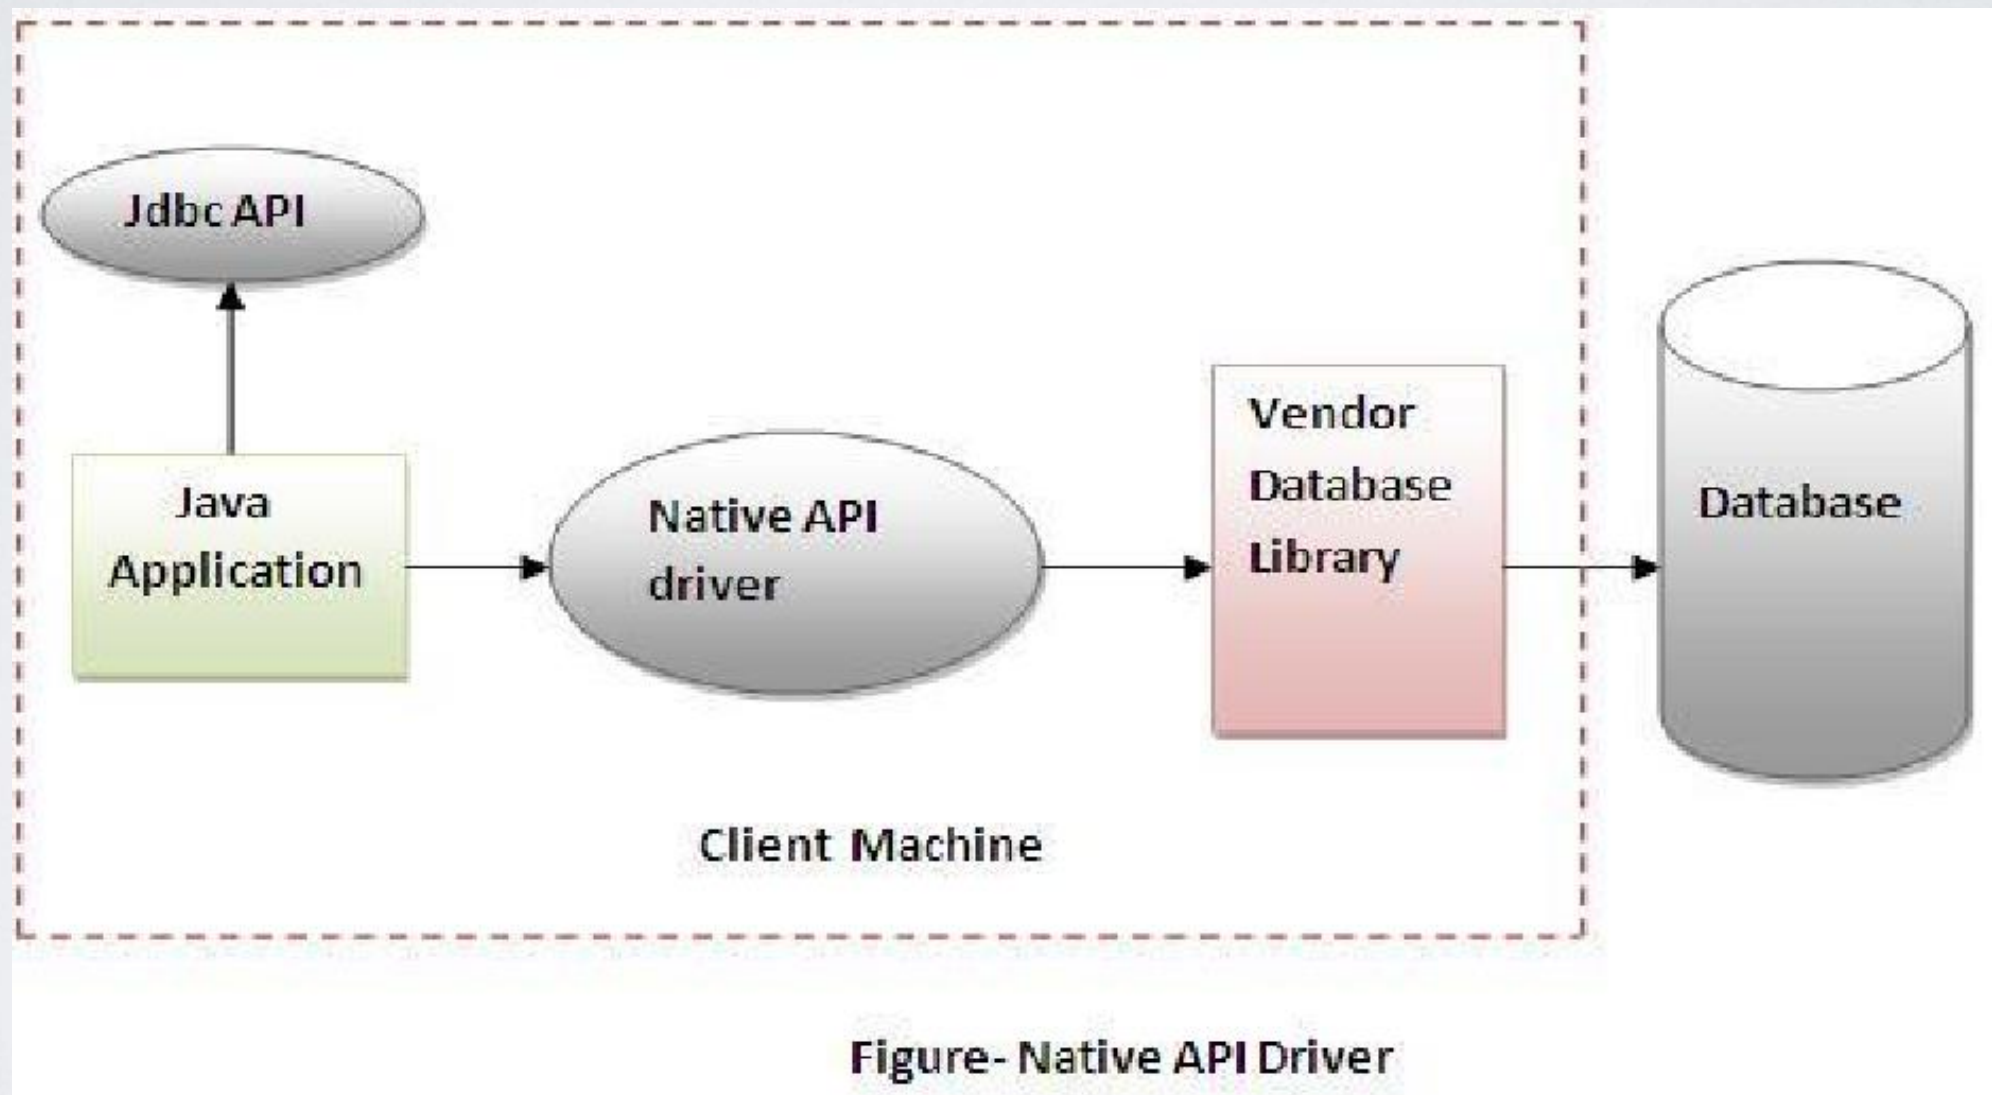 Jdbc API
Java
Application
Native API
driver
Vendor
Database
Library
Database
Client Machine
Figure- Native API Driver